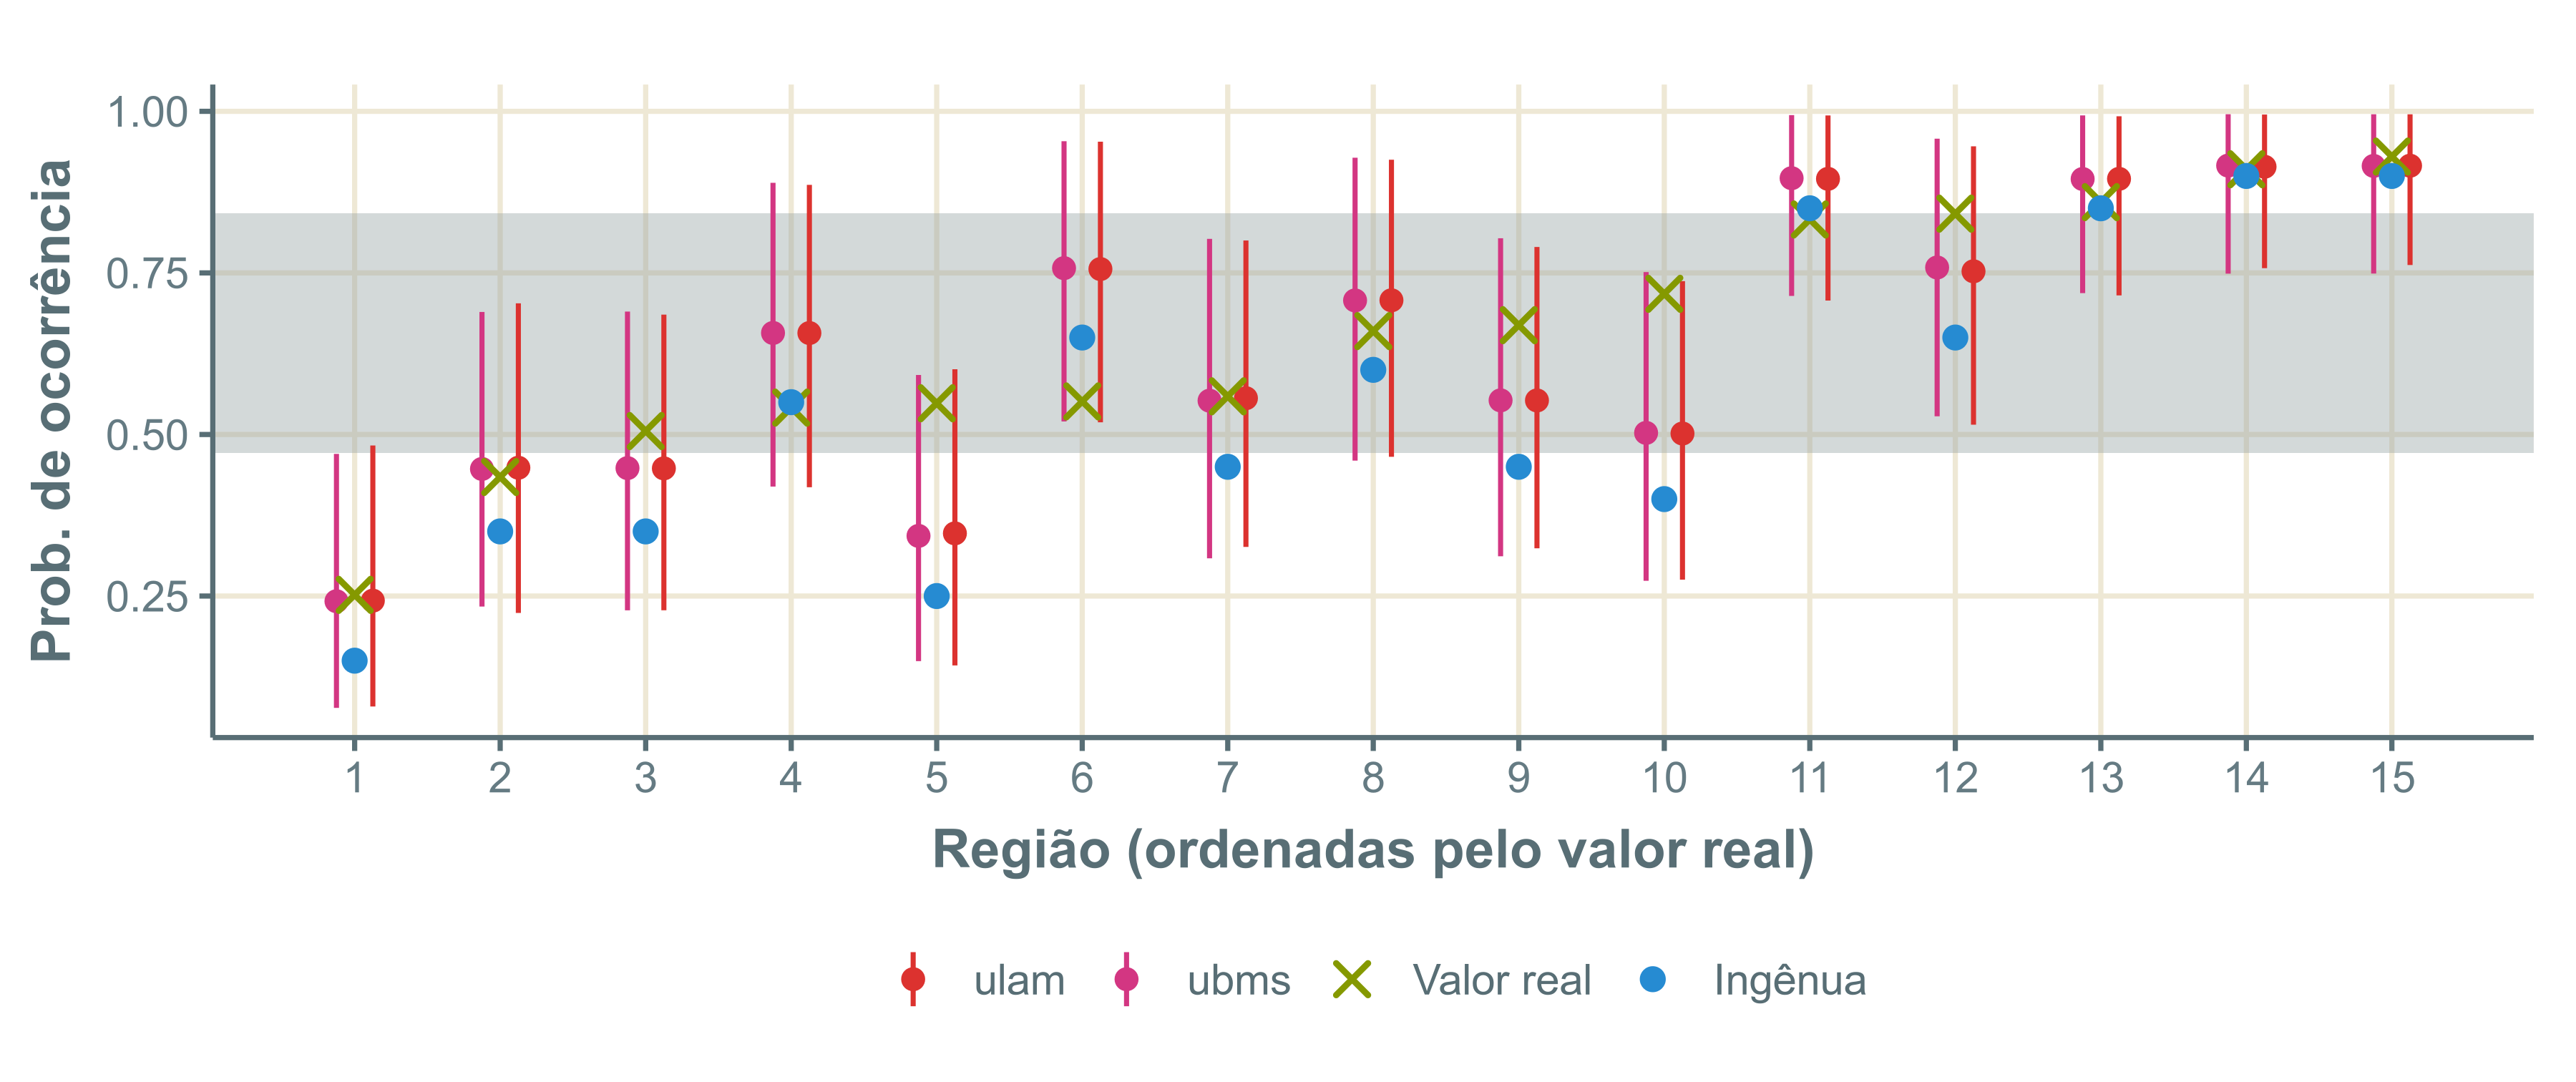 Prob. de ocorrência
1.00
0.75
0.50
0.25
1 2 3 4 5 6 7 8 9 10 11 12 13 14 15
Região (ordenadas pelo valor real)
ulam ubms Valor real Ingênua